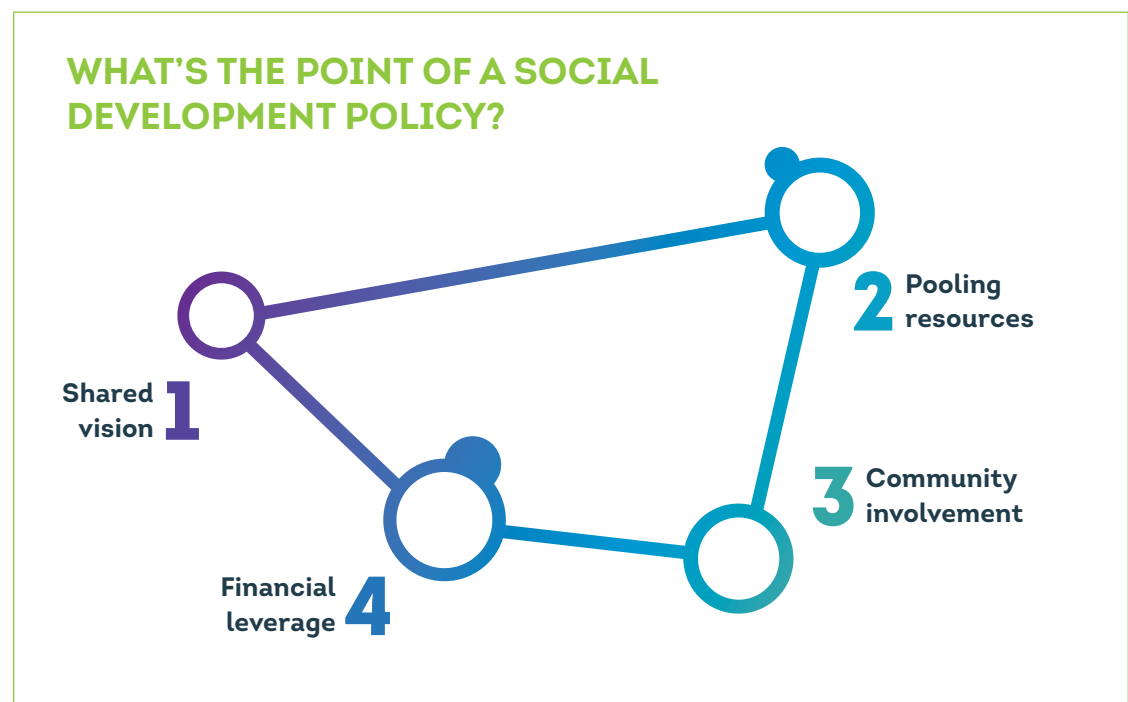 WHAT'S THE POINT OF A SOCIAL
DEVELOPMENT POLICY?
1
Shared
vision
2
Pooling
resources
3
Community
involvement
4
Financial
leverage